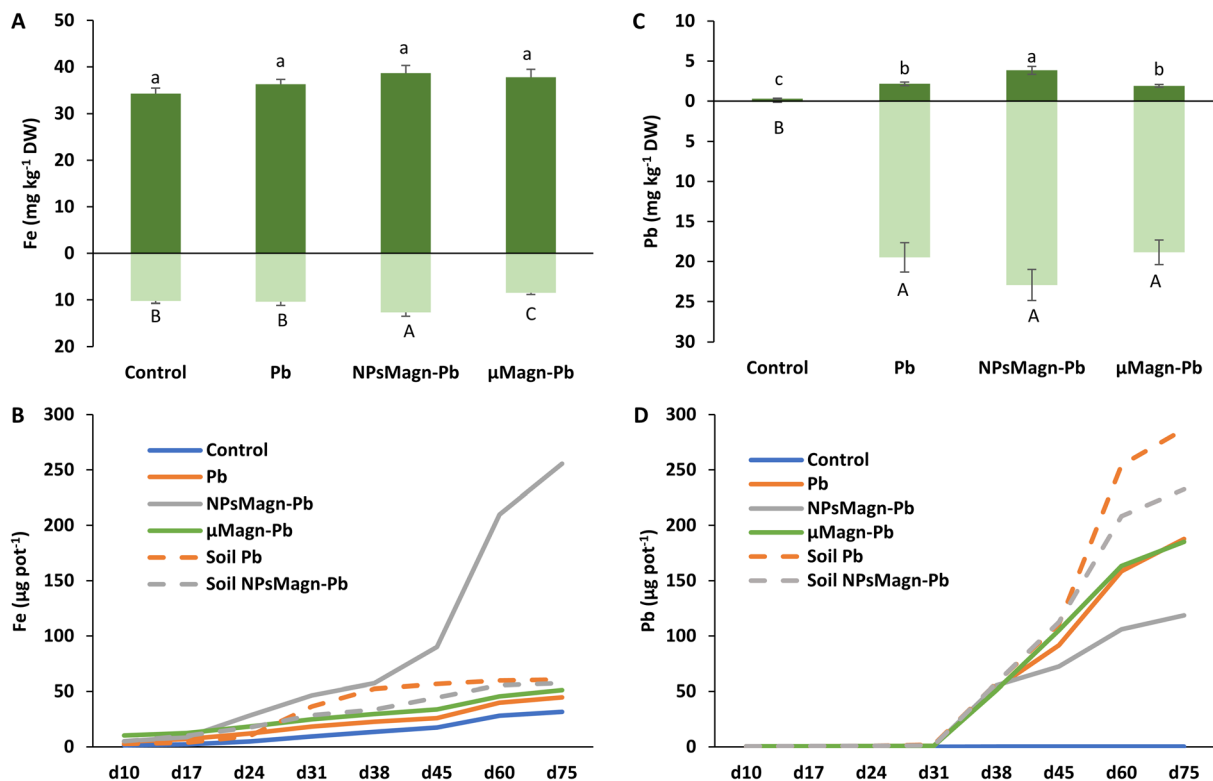 A
50
40
30
20
10
0
10
20
Fe (mg kg⁻¹ DW)
a
a
a
a
B
B
A
C
Control
Pb
NPsMagn-Pb
µMagn-Pb
C
10
5
0
5
10
15
20
25
30
Pb (mg kg⁻¹ DW)
c
b
a
b
B
A
A
A
Control
Pb
NPsMagn-Pb
µMagn-Pb
B
300
250
200
150
100
50
0
Fe (µg pot⁻¹)
Control
Pb
NPsMagn-Pb
µMagn-Pb
Soil Pb
Soil NPsMagn-Pb
d10 d17 d24 d31 d38 d45 d60 d75
D
300
250
200
150
100
50
0
Pb (µg pot⁻¹)
Control
Pb
NPsMagn-Pb
µMagn-Pb
Soil Pb
Soil NPsMagn-Pb
d10 d17 d24 d31 d38 d45 d60 d75